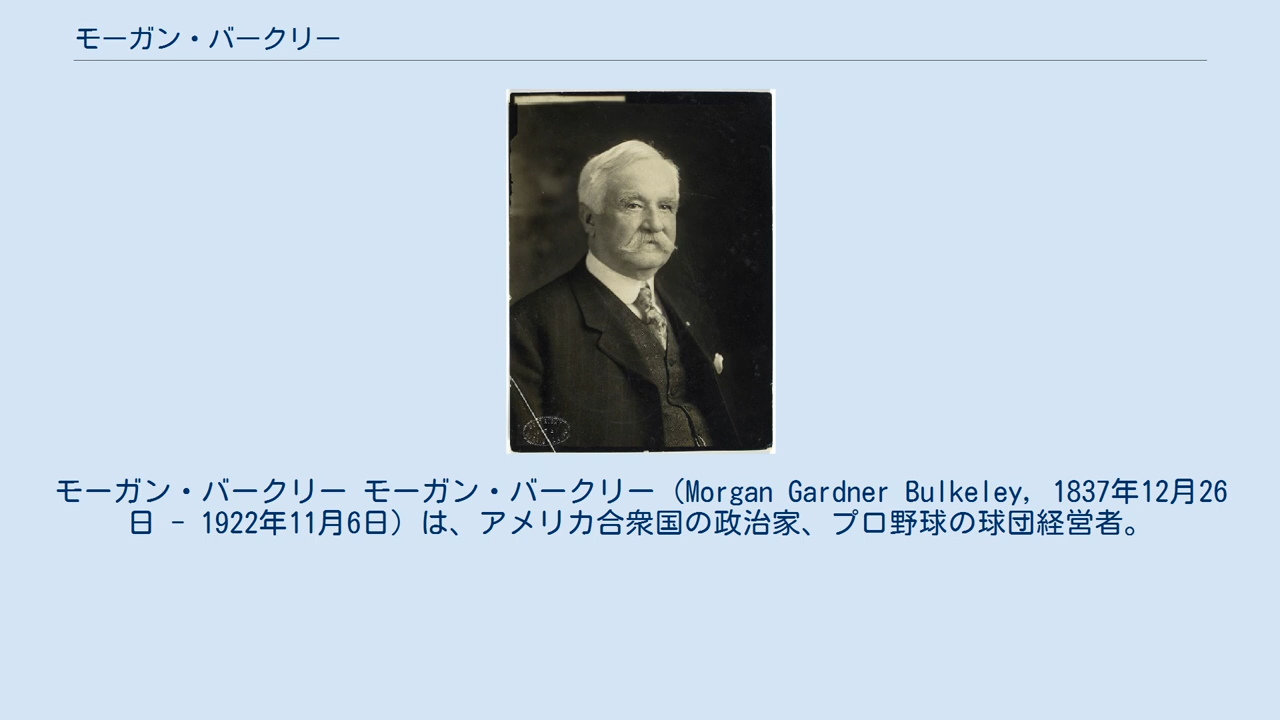 モーガン・バークリー
モーガン・バークリー モーガン・バークリー（Morgan Gardner Bulkeley, 1837年12月26
日 - 1922年11月6日）は、アメリカ合衆国の政治家、プロ野球の球団経営者。